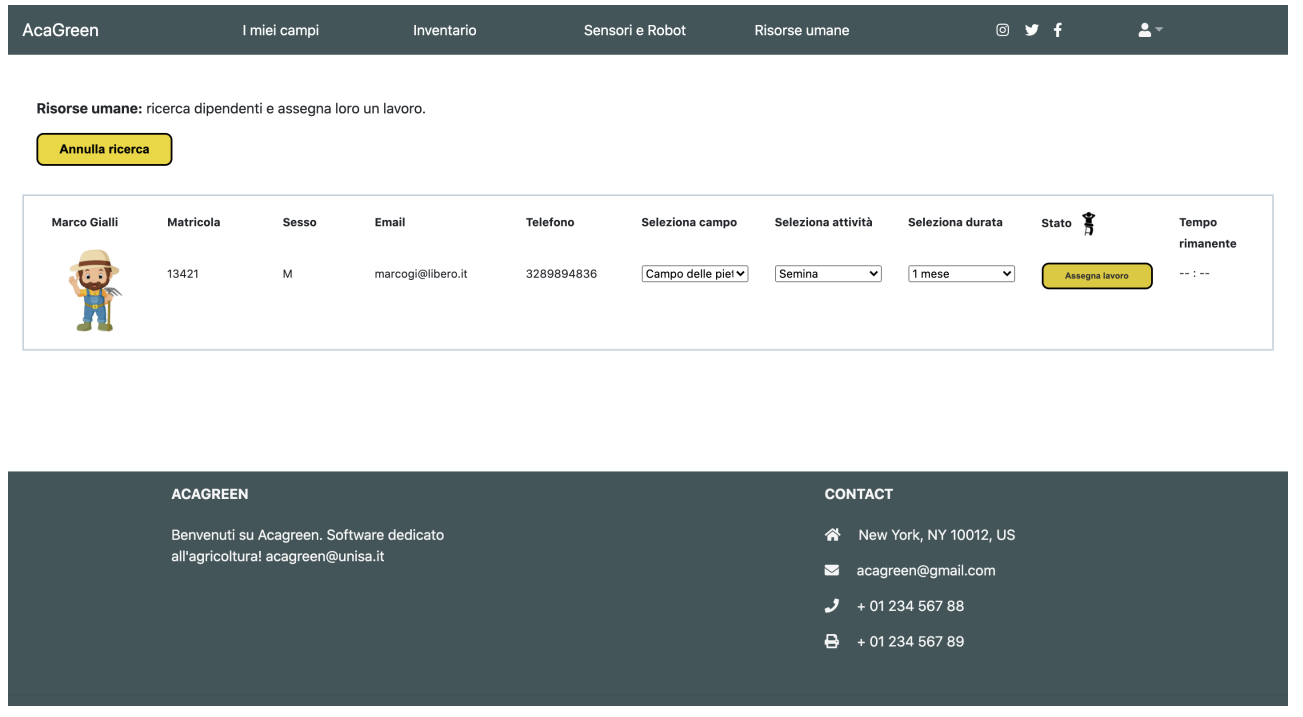 AcaGreen I miei campi Inventario Sensori e Robot Risorse umane
Risorse umane: ricerca dipendenti e assegna loro un lavoro.
Annulla ricerca
Marco Gialli Matricola Sesso Email Telefono Seleziona campo Seleziona attività Seleziona durata Stato Tempo
rimanente
13421 M marcogi@libero.it 3289894836 Campo delle piet Semina 1 mese Assegna lavoro -- : --
ACAGREEN
Benvenuti su Acagreen. Software dedicato
all'agricoltura! acagreen@unisa.it
CONTACT
New York, NY 10012, US
acagreen@gmail.com
+ 01 234 567 88
+ 01 234 567 89